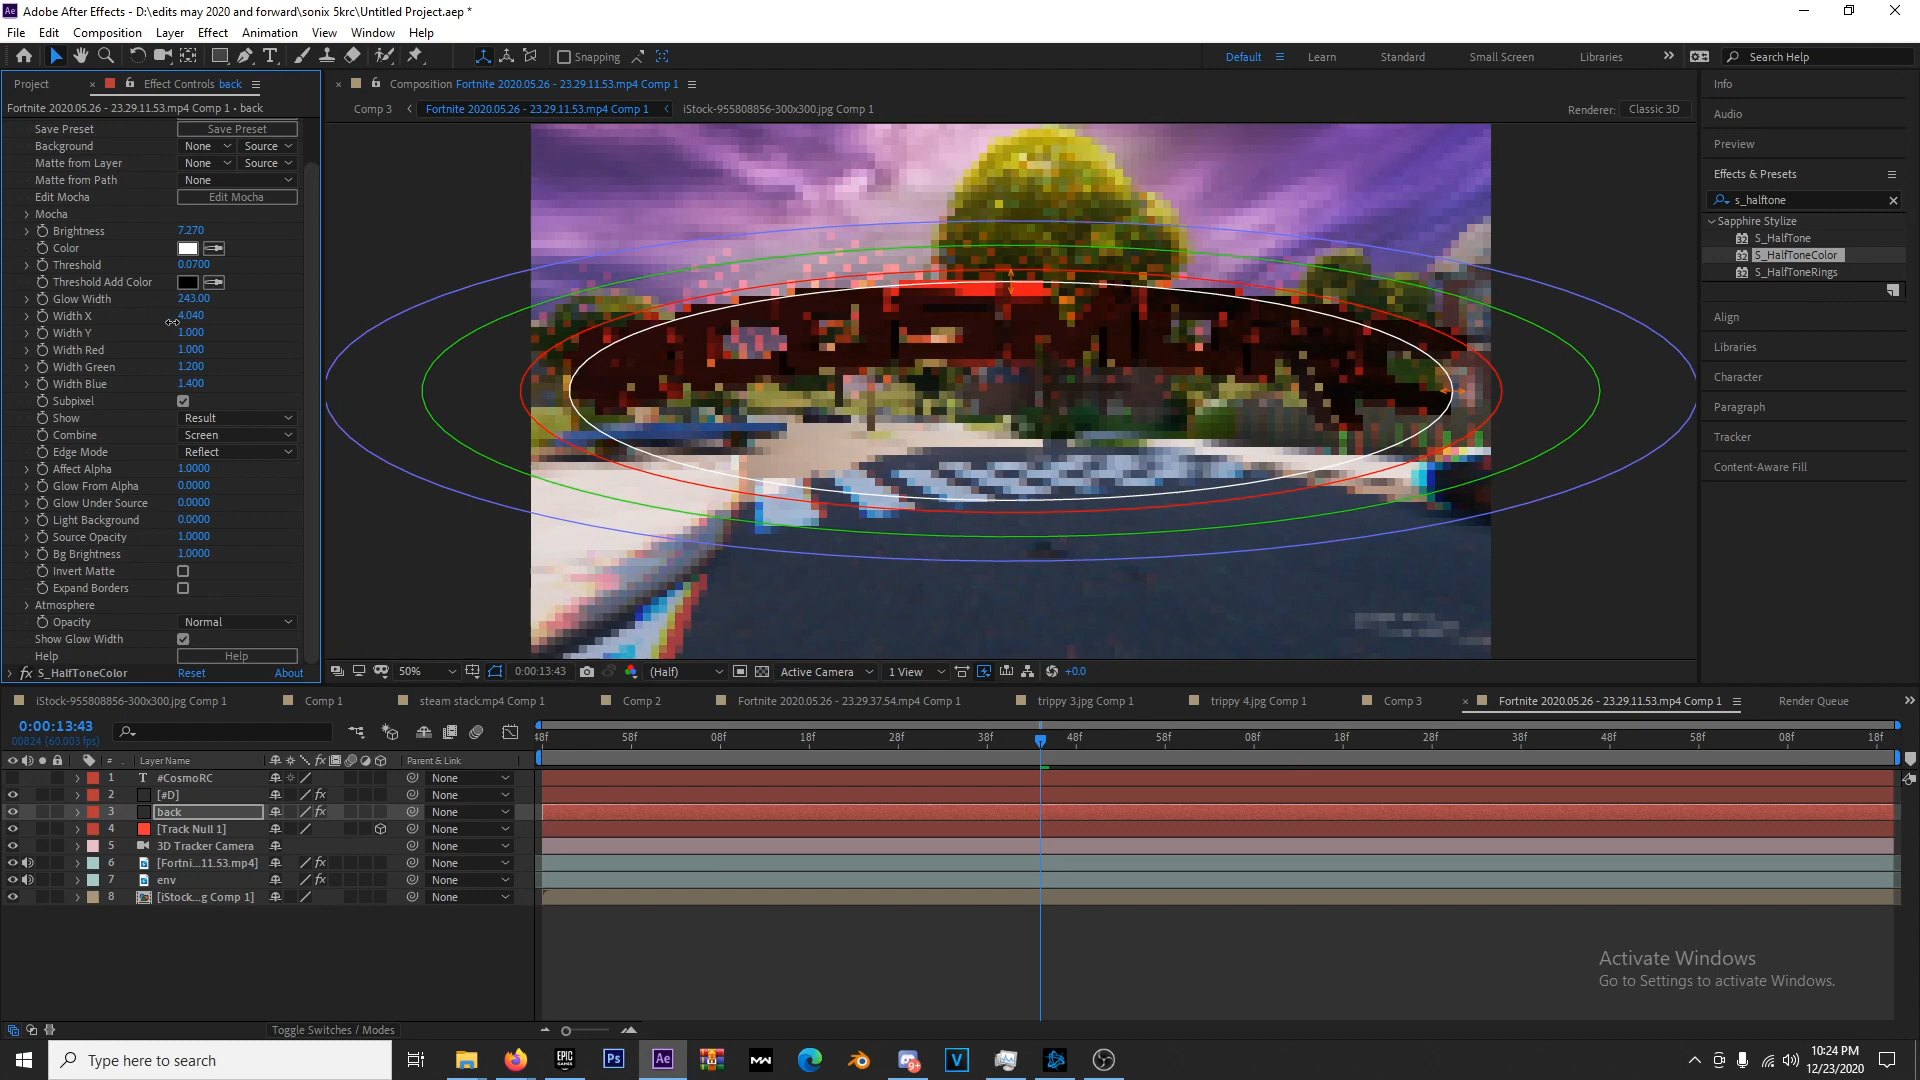 Adobe After Effects - D:\edits may 2020 and forward\sonix 5krc\Untitled Project.aep *
File Edit Composition Layer Effect Animation View Window Help
Snapping Default Learn Standard Small Screen Libraries Search Help
Project Effect Controls back Composition Fortnite 2020.05.26 - 23.29.11.53.mp4 Comp 1 Info
Fortnite 2020.05.26 - 23.29.11.53.mp4 Comp 1 • back
Comp 3 Fortnite 2020.05.26 - 23.29.11.53.mp4 Comp 1 iStock-955808856-300x300.jpg Comp 1 Renderer: Classic 3D
Audio
Preview
Effects & Presets
s_halftone
Sapphire Stylize
S_HalfTone
S_HalfToneColor
S_HalfToneRings
Align
Libraries
Character
Paragraph
Tracker
Content-Aware Fill
Save Preset Save Preset
Background None Source
Matte from Layer None Source
Matte from Path None
Edit Mocha Edit Mocha
Mocha
Brightness 7.270
Color
Threshold 0.0700
Threshold Add Color
Glow Width 243.00
Width X 4.040
Width Y 1.000
Width Red 1.000
Width Green 1.200
Width Blue 1.400
Subpixel
Show Result
Combine Screen
Edge Mode Reflect
Affect Alpha 1.0000
Glow From Alpha 0.0000
Glow Under Source 0.0000
Light Background 0.0000
Source Opacity 1.0000
Bg Brightness 1.0000
Invert Matte
Expand Borders
Atmosphere
Opacity Normal
Show Glow Width
Help Help
fx S_HalfToneColor Reset About
50% 0:00:13:43 (Half) Active Camera 1 View +0.0
iStock-955808856-300x300.jpg Comp 1 Comp 1 steam stack.mp4 Comp 1 Comp 2 Fortnite 2020.05.26 - 23.29.37.54.mp4 Comp 1 trippy 3.jpg Comp 1 trippy 4.jpg Comp 1 Comp 3 Fortnite 2020.05.26 - 23.29.11.53.mp4 Comp 1 Render Queue
0:00:13:43
00824 (60.003 fps)
48f 58f 08f 18f 28f 38f 48f 58f 08f 18f 28f 38f 48f 58f 08f 18f
# Layer Name Parent & Link
1 T #CosmoRC None
2 [#D] None
3 back None
4 [Track Null 1] None
5 3D Tracker Camera None
6 [Fortni...11.53.mp4] None
7 env None
8 [iStock...g Comp 1] None
Activate Windows
Go to Settings to activate Windows.
Toggle Switches / Modes
Type here to search
EPIC GAMES Ps Ae MW V
10:24 PM
12/23/2020